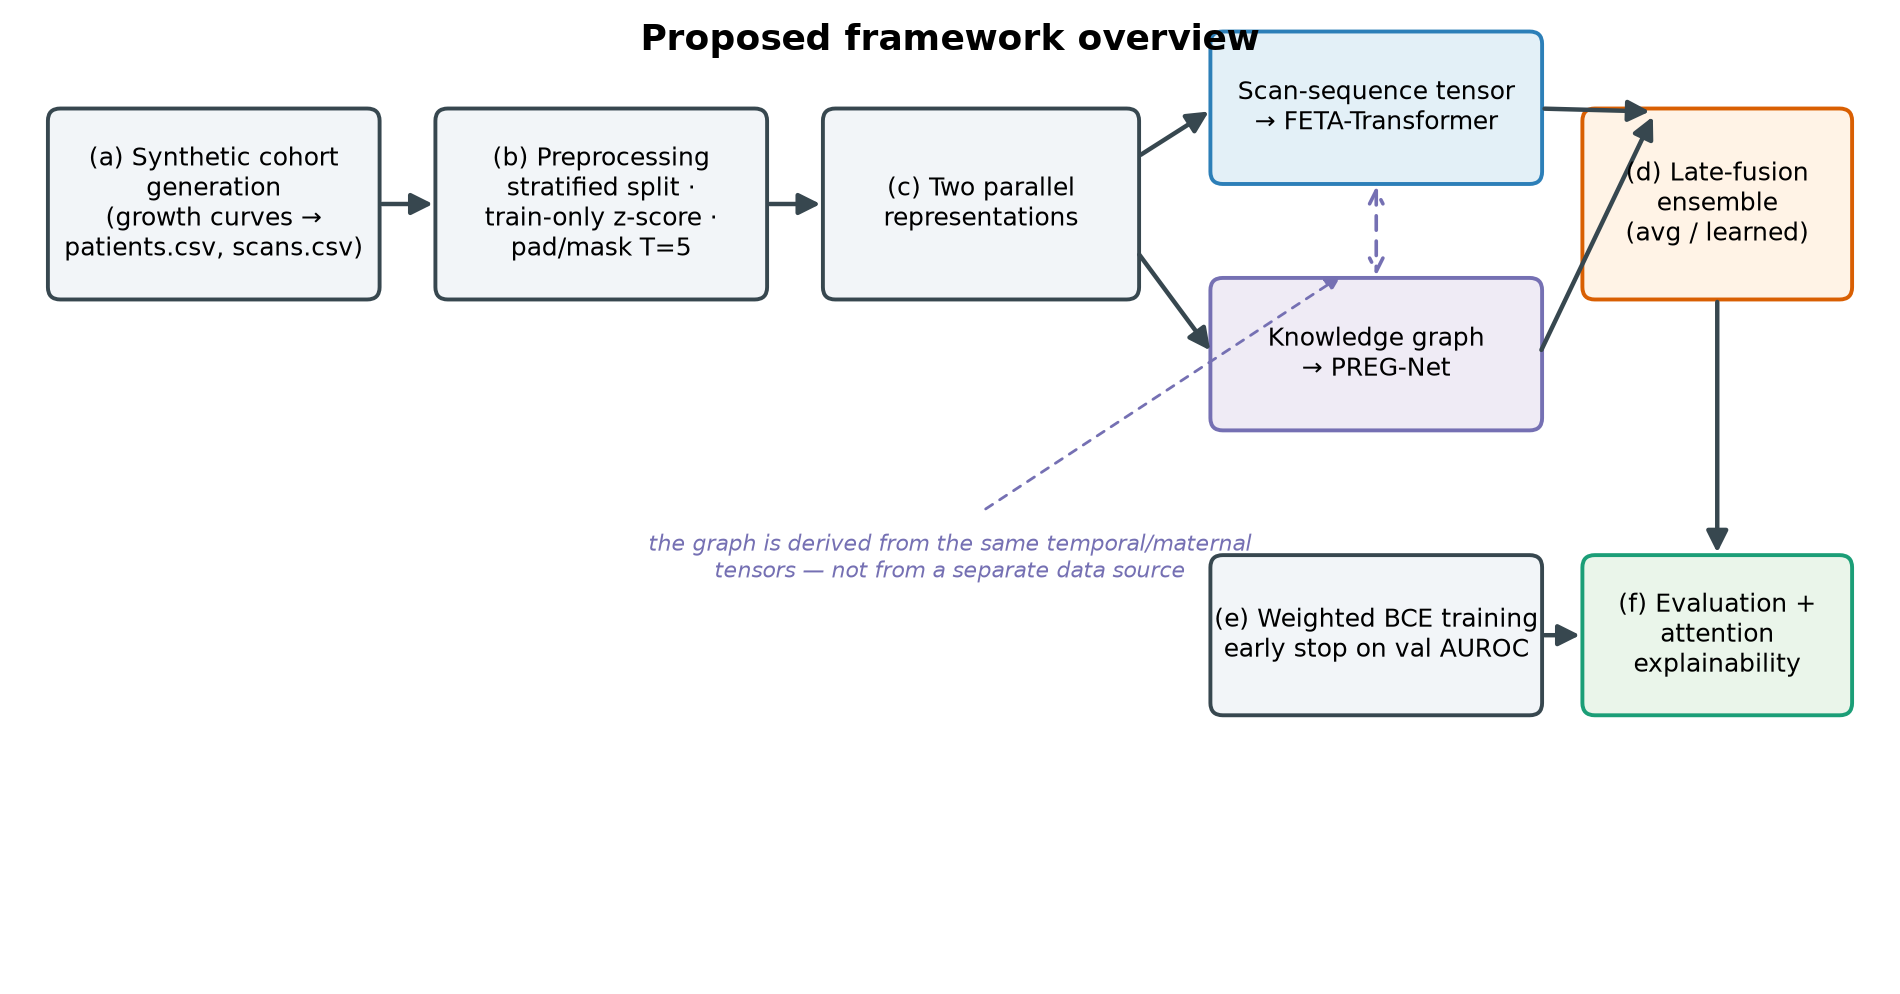 Proposed framework overview
(a) Synthetic cohort
generation
(growth curves →
patients.csv, scans.csv)
(b) Preprocessing
stratified split ·
train-only z-score ·
pad/mask T=5
(c) Two parallel
representations
Scan-sequence tensor
→ FETA-Transformer
Knowledge graph
→ PREG-Net
(d) Late-fusion
ensemble
(avg / learned)
the graph is derived from the same temporal/maternal
tensors — not from a separate data source
(e) Weighted BCE training
early stop on val AUROC
(f) Evaluation +
attention
explainability